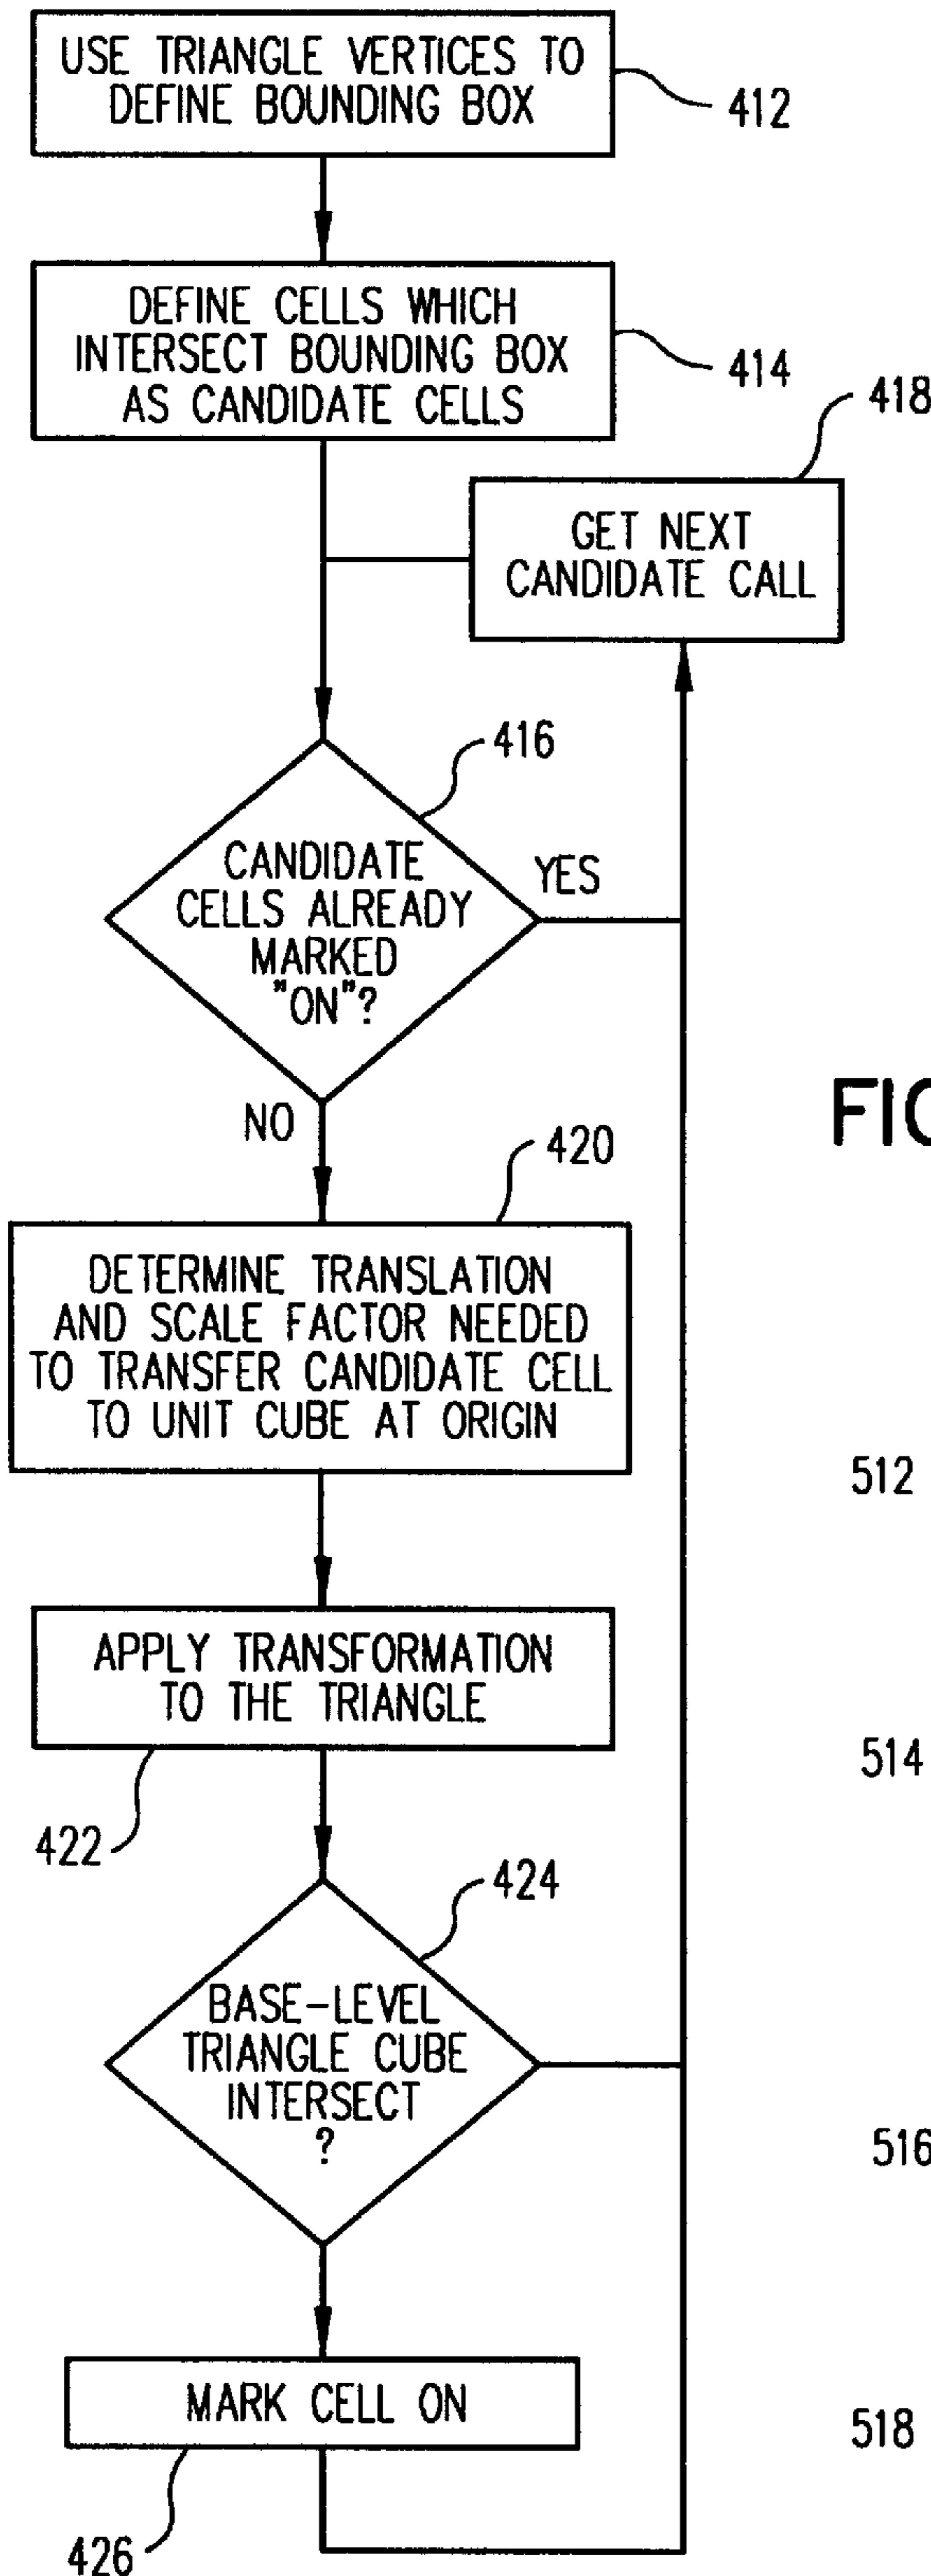 USE TRIANGLE VERTICES TO
DEFINE BOUNDING BOX
412
DEFINE CELLS WHICH
INTERSECT BOUNDING BOX
AS CANDIDATE CELLS
414
418
GET NEXT
CANDIDATE CALL
416
CANDIDATE
CELLS ALREADY
MARKED
"ON"?
YES
NO
FIG
420
DETERMINE TRANSLATION
AND SCALE FACTOR NEEDED
TO TRANSFER CANDIDATE CELL
TO UNIT CUBE AT ORIGIN
512
APPLY TRANSFORMATION
TO THE TRIANGLE
422
514
424
BASE-LEVEL
TRIANGLE CUBE
INTERSECT
?
516
MARK CELL ON
426
518